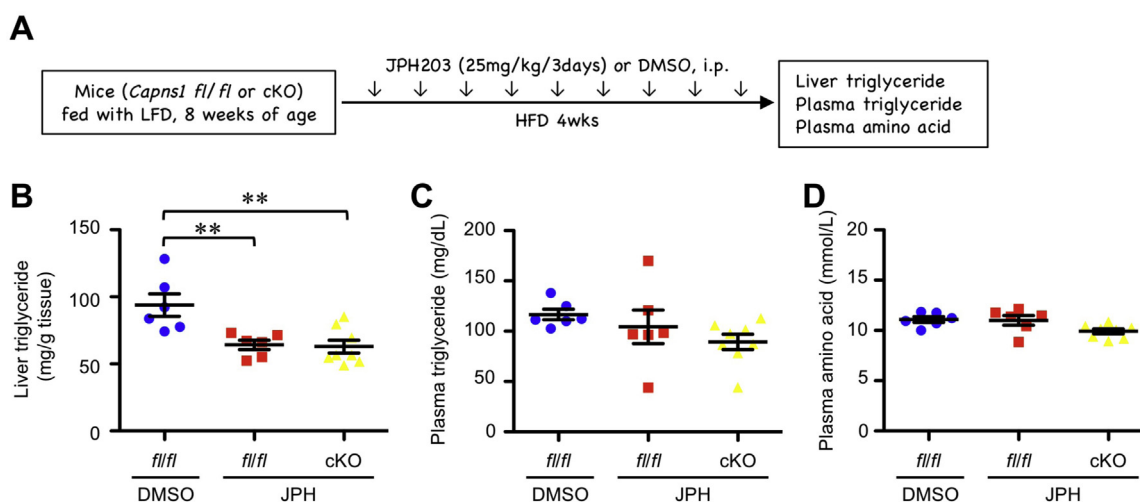 A
JPH203 (25mg/kg/3days) or DMSO, i.p.
Mice (Capns1 fl/fl or cKO)
fed with LFD, 8 weeks of age
HFD 4wks
Liver triglyceride
Plasma triglyceride
Plasma amino acid
B
**
**
Liver triglyceride
(mg/g tissue)
150
100
50
0
fl/fl
fl/fl
cKO
DMSO
JPH
C
Plasma triglyceride (mg/dL)
200
150
100
50
0
fl/fl
fl/fl
cKO
DMSO
JPH
D
Plasma amino acid (mmol/L)
20
15
10
5
0
fl/fl
fl/fl
cKO
DMSO
JPH